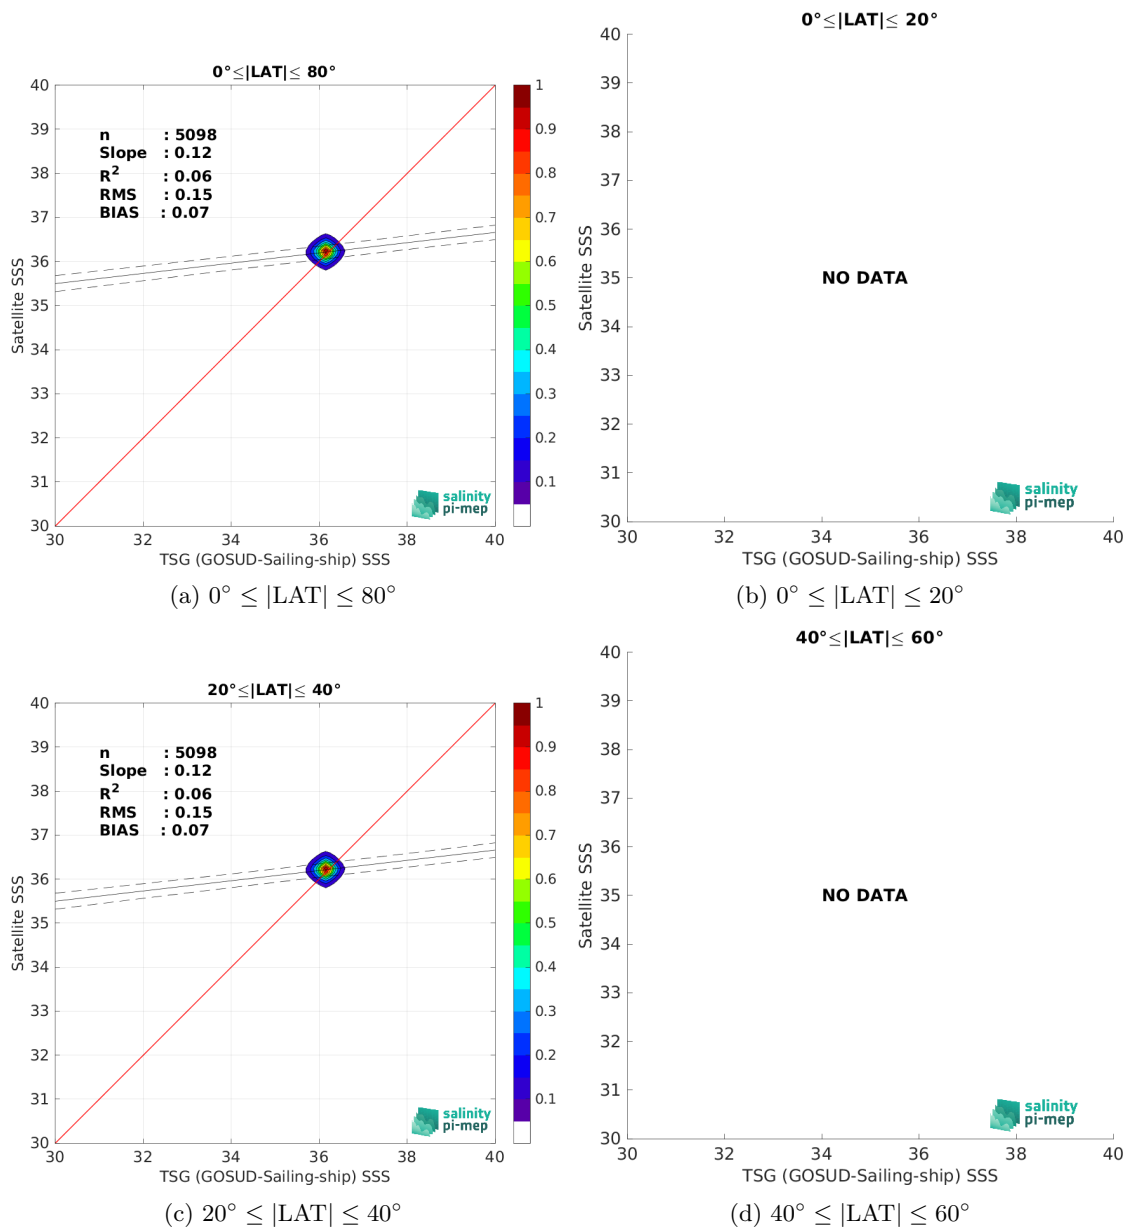 0°≤|LAT|≤ 80°
40
39
38
37
36
35
34
33
32
31
30
Satellite SSS
n : 5098
Slope : 0.12
R² : 0.06
RMS : 0.15
BIAS : 0.07
salinity
pi-mep
30 32 34 36 38 40
TSG (GOSUD-Sailing-ship) SSS
1
0.9
0.8
0.7
0.6
0.5
0.4
0.3
0.2
0.1
(a) 0° ≤ |LAT| ≤ 80°
0°≤|LAT|≤ 20°
40
39
38
37
36
35
34
33
32
31
30
Satellite SSS
NO DATA
salinity
pi-mep
30 32 34 36 38 40
TSG (GOSUD-Sailing-ship) SSS
(b) 0° ≤ |LAT| ≤ 20°
20°≤|LAT|≤ 40°
40
39
38
37
36
35
34
33
32
31
30
Satellite SSS
n : 5098
Slope : 0.12
R² : 0.06
RMS : 0.15
BIAS : 0.07
salinity
pi-mep
30 32 34 36 38 40
TSG (GOSUD-Sailing-ship) SSS
1
0.9
0.8
0.7
0.6
0.5
0.4
0.3
0.2
0.1
(c) 20° ≤ |LAT| ≤ 40°
40°≤|LAT|≤ 60°
40
39
38
37
36
35
34
33
32
31
30
Satellite SSS
NO DATA
salinity
pi-mep
30 32 34 36 38 40
TSG (GOSUD-Sailing-ship) SSS
(d) 40° ≤ |LAT| ≤ 60°